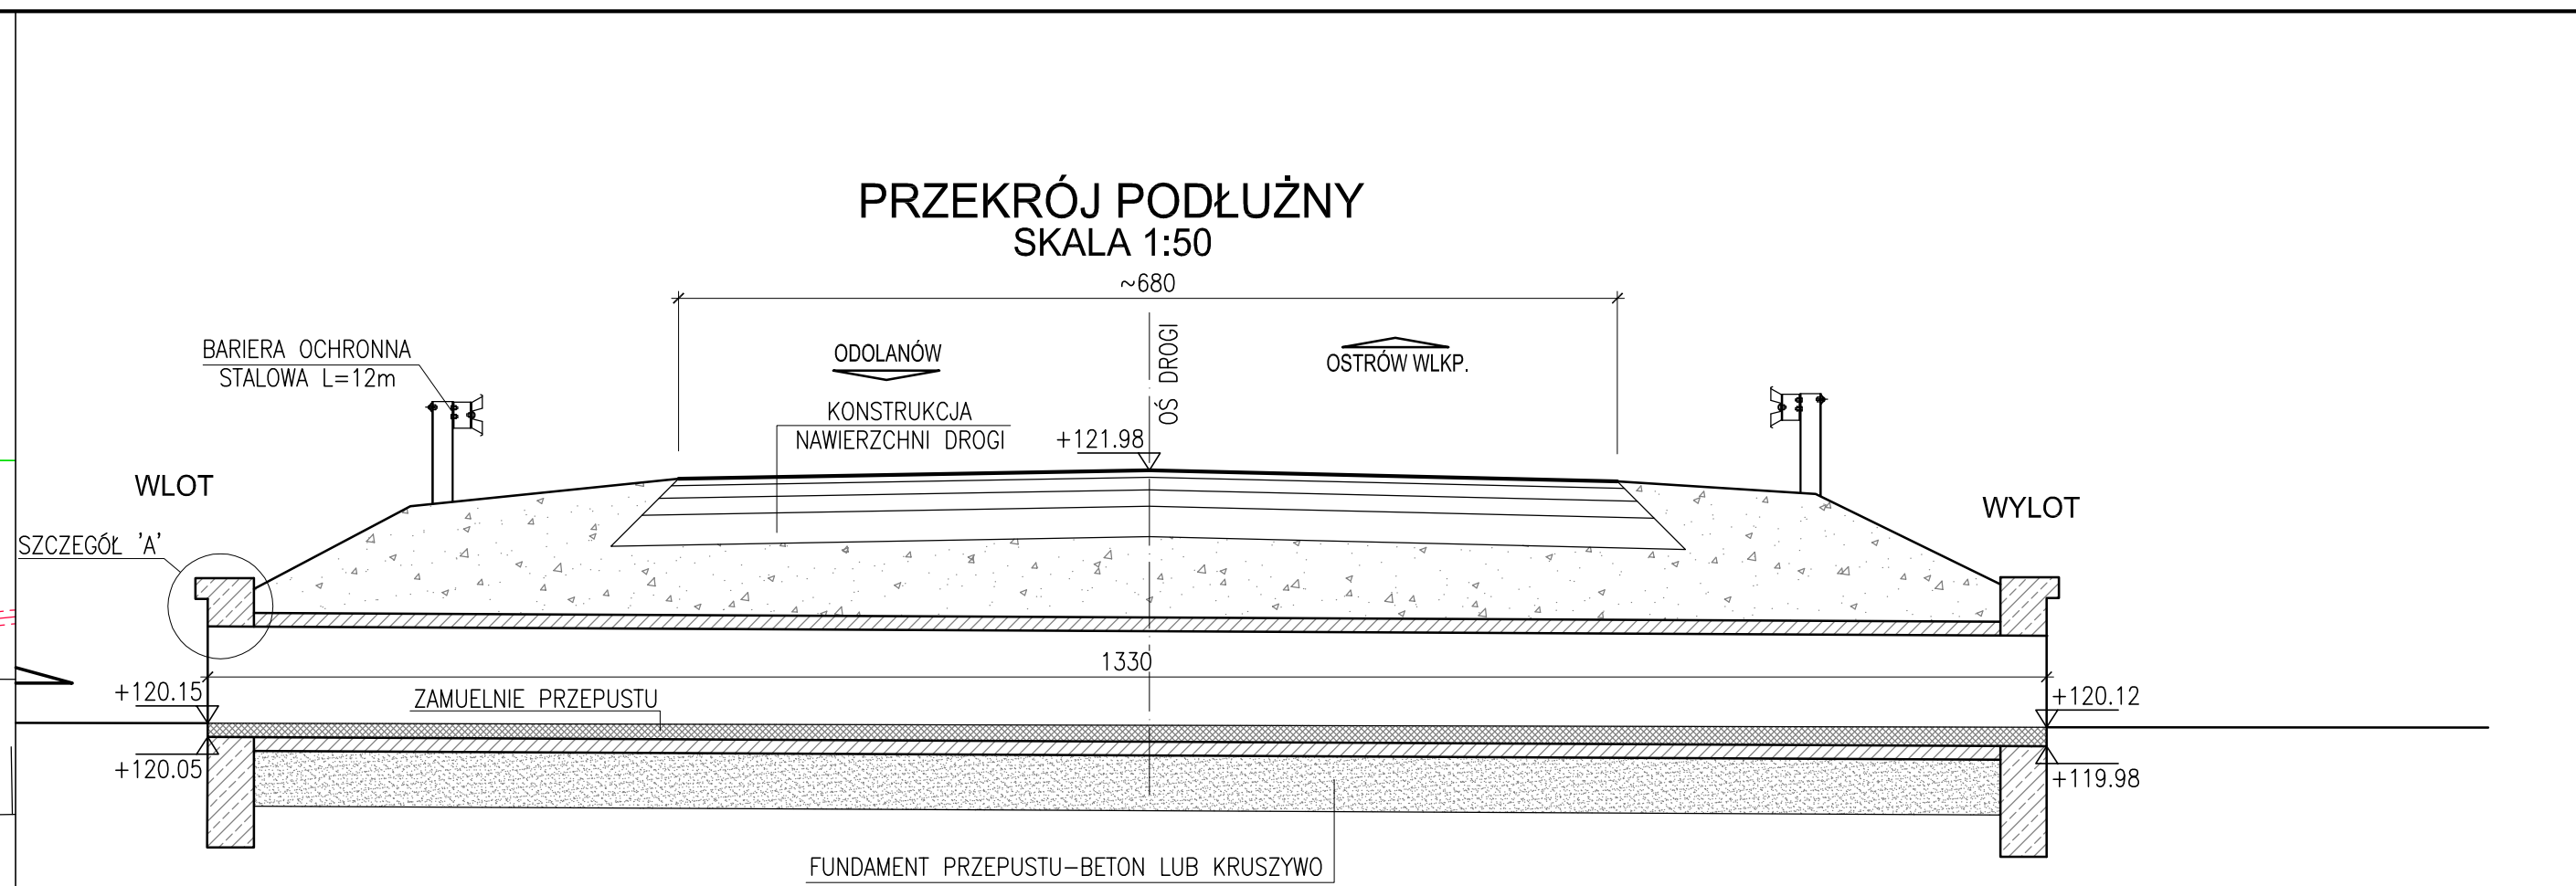 PRZEKRÓJ PODŁUŻNY
SKALA 1:50
~680
OŚ DROGI
BARIERA OCHRONNA
STALOWA L=12m
ODOLANÓW
OSTRÓW WLKP.
KONSTRUKCJA
NAWIERZCHNI DROGI
+121.98
WLOT
WYLOT
SZCZEGÓŁ 'A'
1330
+120.15
ZAMUELNIE PRZEPUSTU
+120.12
+120.05
+119.98
FUNDAMENT PRZEPUSTU-BETON LUB KRUSZYWO